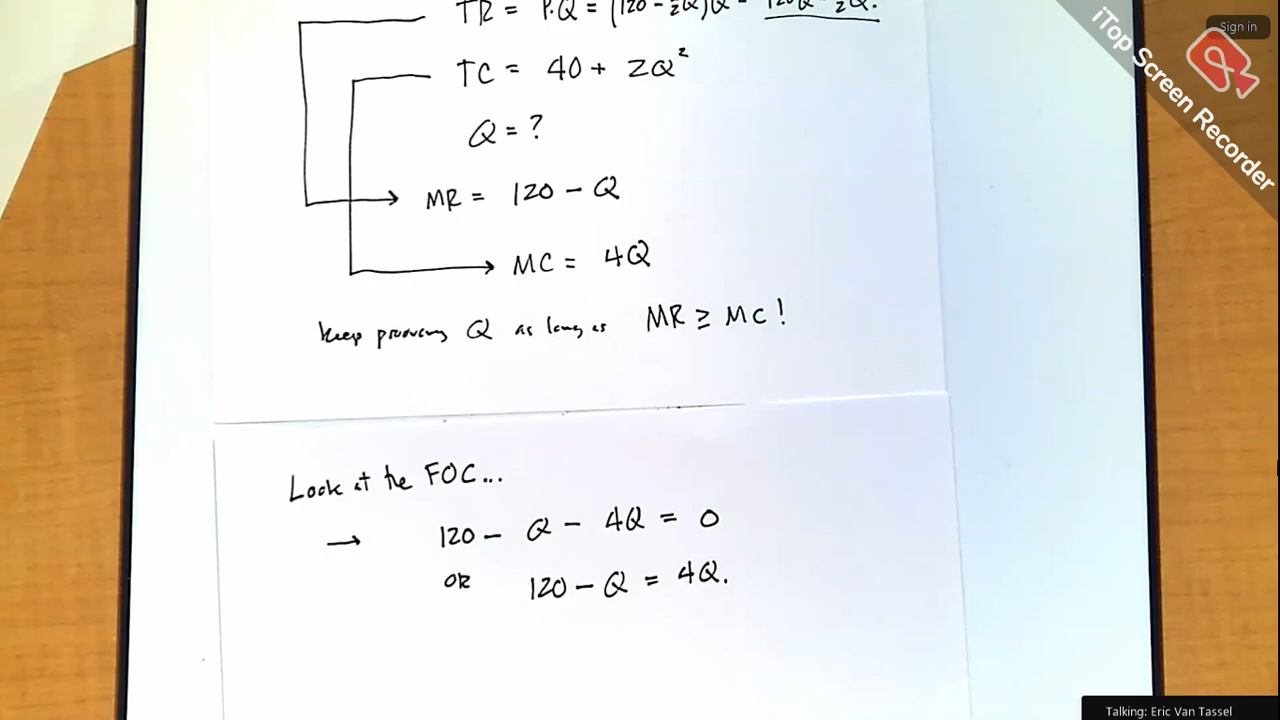 TR = P.Q = (120 - ½Q)Q = 120Q - ½Q².
TC = 40 + 2Q²
Q = ?
MR = 120 - Q
MC = 4Q
Keep producing Q as long as MR ≥ MC!
Look at the FOC...
→ 120 - Q - 4Q = 0
OR 120 - Q = 4Q.
iTop Screen Recorder
Sign in
Talking: Eric Van Tassel